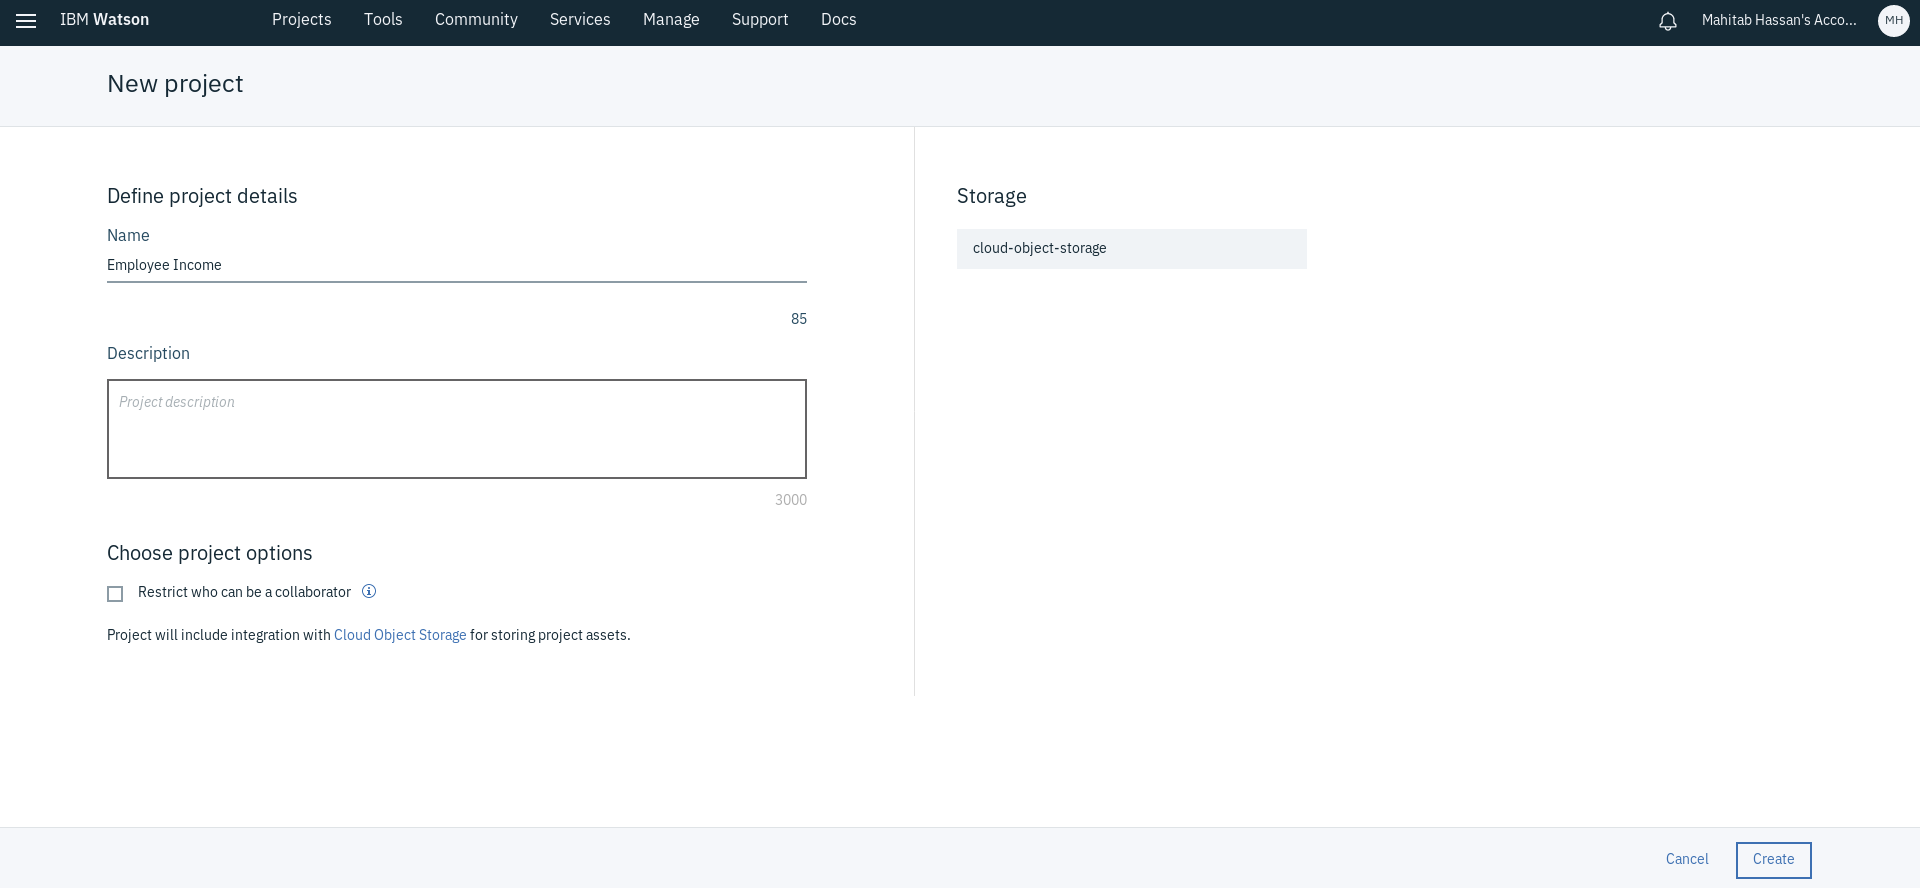 IBM Watson
Projects
Tools
Community
Services
Manage
Support
Docs
Mahitab Hassan's Acco...
MH
New project
Define project details
Name
Employee Income
85
Description
Project description
3000
Choose project options
Restrict who can be a collaborator
Project will include integration with Cloud Object Storage for storing project assets.
Storage
cloud-object-storage
Cancel
Create